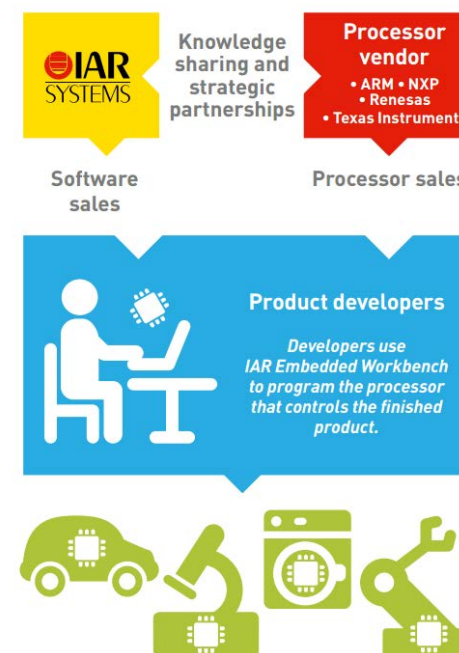 IAR
SYSTEMS
Knowledge
sharing and
strategic
partnerships
Processor
vendor
• ARM • NXP
• Renesas
• Texas Instrument
Software
sales
Processor sales
Product developers
Developers use
IAR Embedded Workbench
to program the processor
that controls the finished
product.